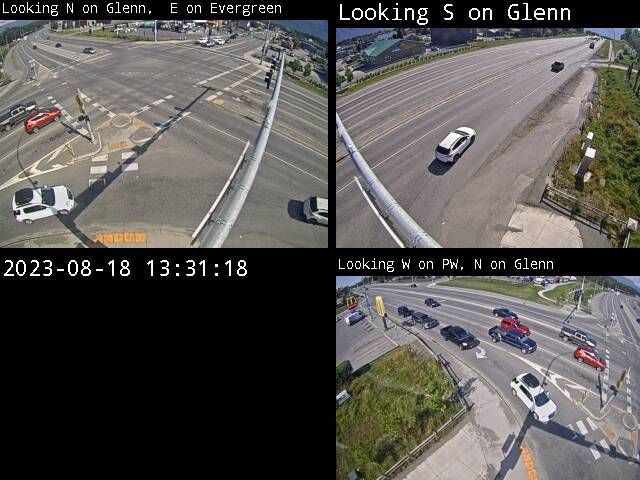 Looking N on Glenn,  E on Evergreen
Looking S on Glenn
2023-08-18 13:31:18
Looking W on PW, N on Glenn